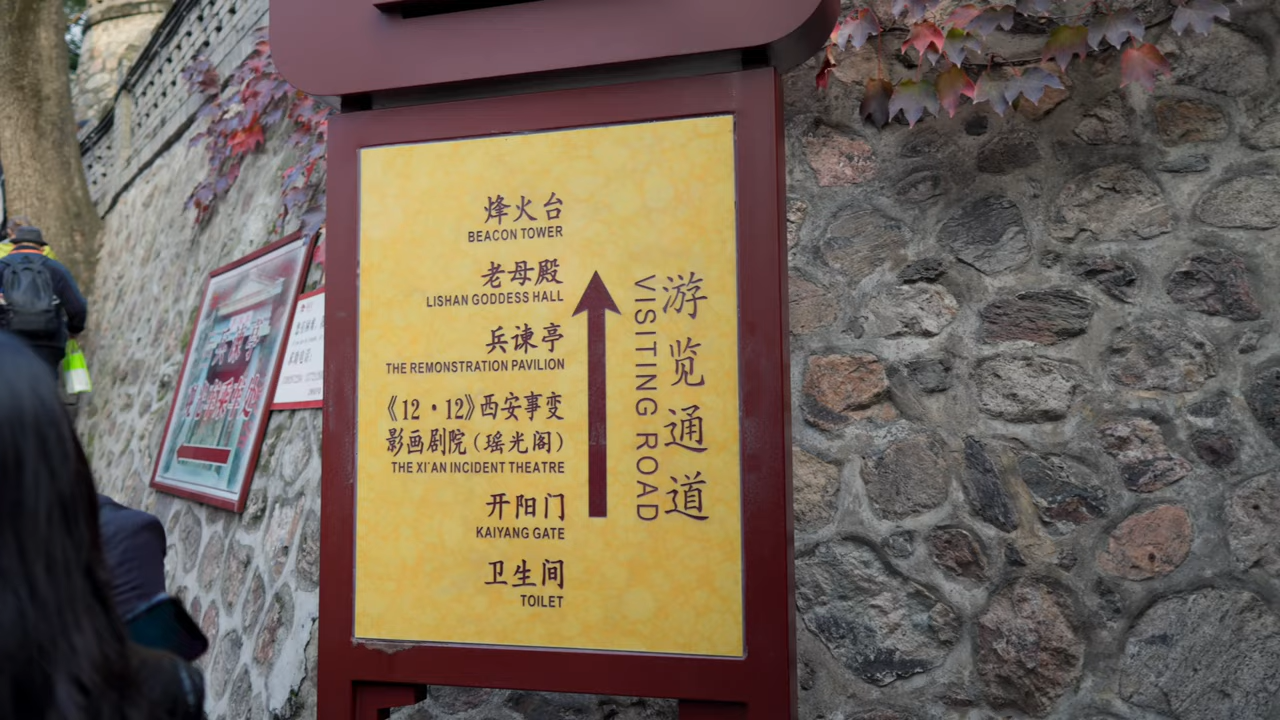 烽火台
BEACON TOWER
老母殿
LISHAN GODDESS HALL
兵谏亭
THE REMONSTRATION PAVILION
《12·12》西安事变
影画剧院(瑶光阁)
THE XI'AN INCIDENT THEATRE
开阳门
KAIYANG GATE
卫生间
TOILET
VISITING ROAD
游览通道